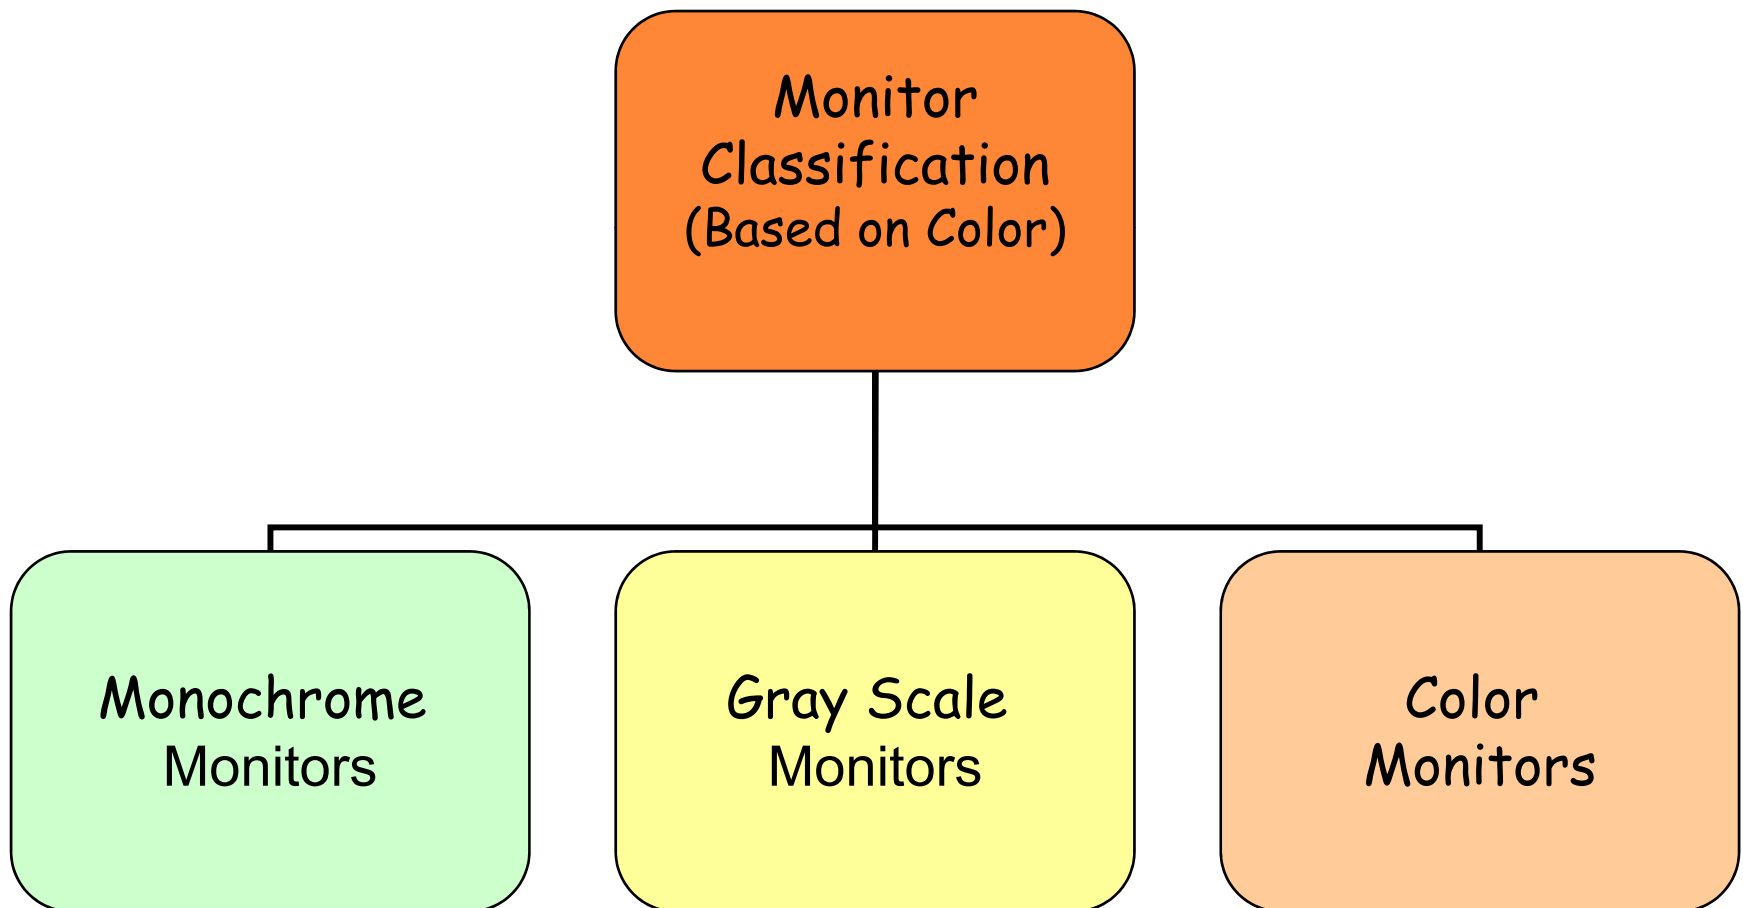 Monitor
Classification
(Based on Color)
Monochrome
Monitors
Gray Scale
Monitors
Color
Monitors